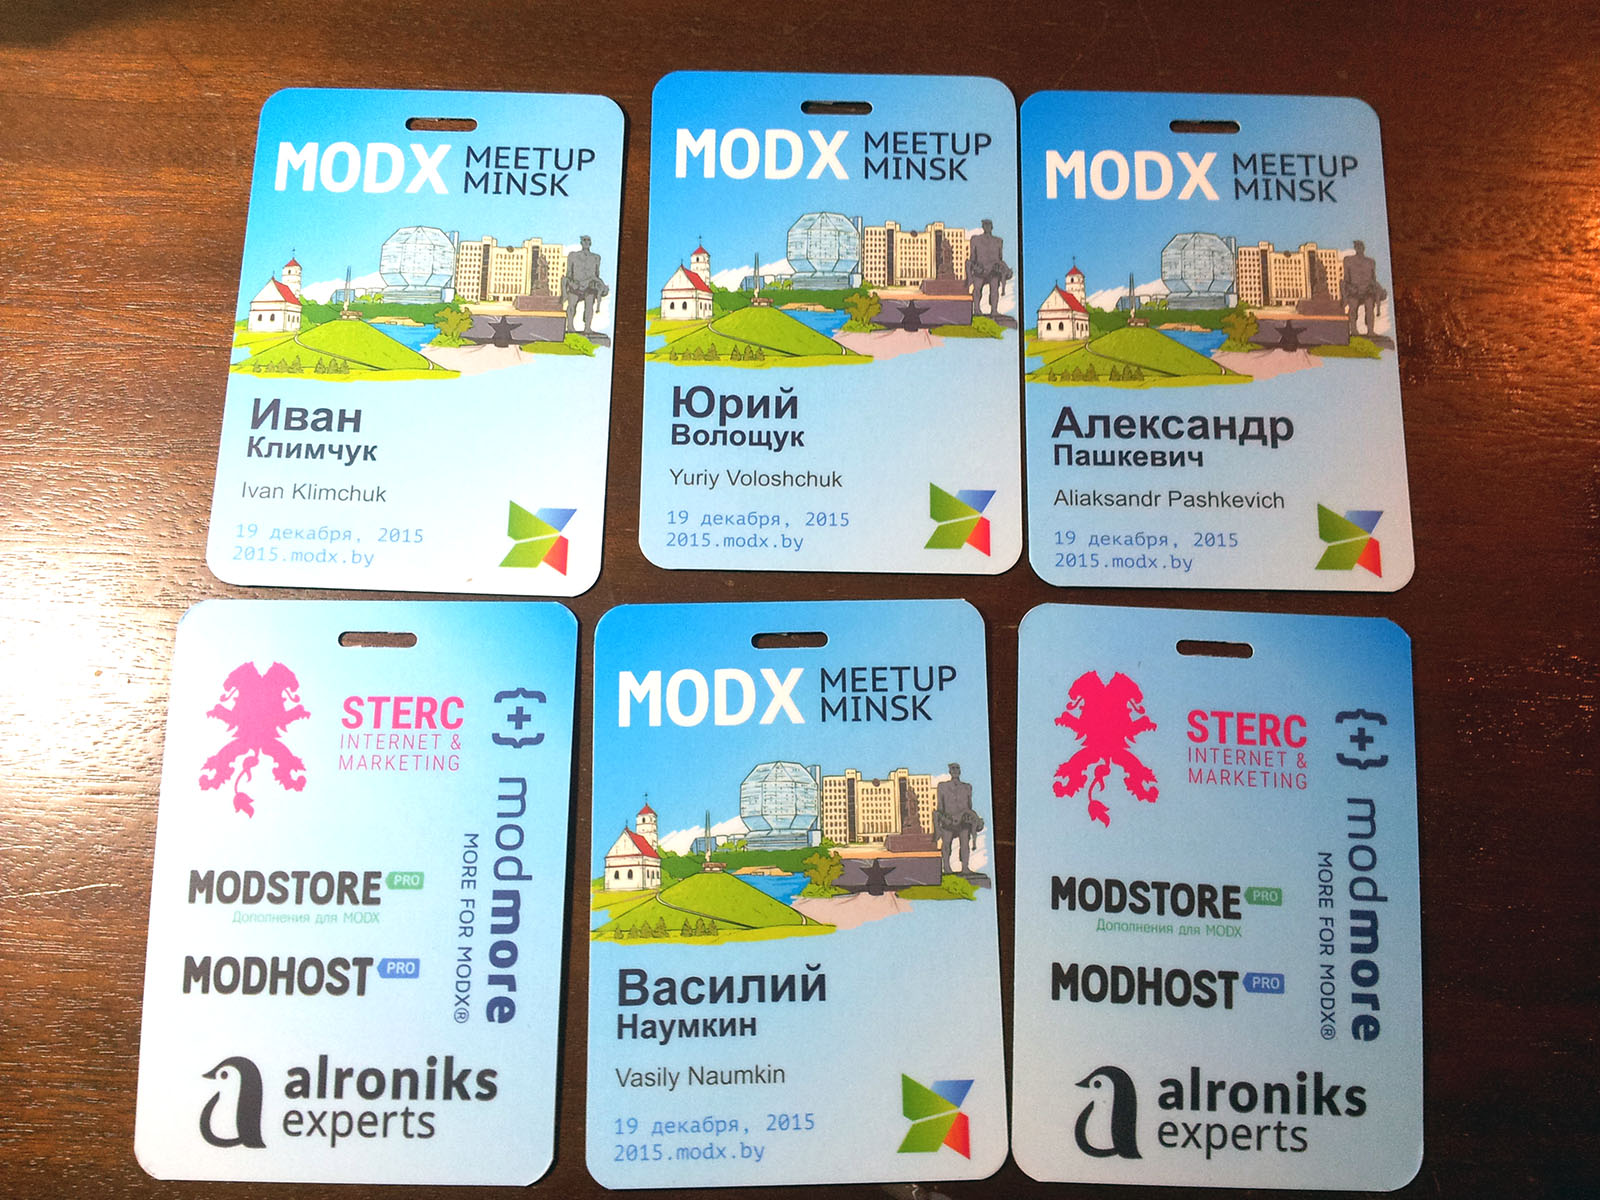 MODX MEETUP
MINSK
Иван
Климчук
Ivan Klimchuk
19 декабря, 2015
2015.modx.by
MODX MEETUP
MINSK
Юрий
Волощук
Yuriy Voloshchuk
19 декабря, 2015
2015.modx.by
MODX MEETUP
MINSK
Александр
Пашкевич
Aliaksandr Pashkevich
19 декабря, 2015
2015.modx.by
STERC
INTERNET &
MARKETING
{+} modmore
MORE FOR MODX®
MODSTORE PRO
Дополнения для MODX
MODHOST PRO
alroniks
experts
MODX MEETUP
MINSK
Василий
Наумкин
Vasily Naumkin
19 декабря, 2015
2015.modx.by
STERC
INTERNET &
MARKETING
{+} modmore
MORE FOR MODX®
MODSTORE PRO
Дополнения для MODX
MODHOST PRO
alroniks
experts